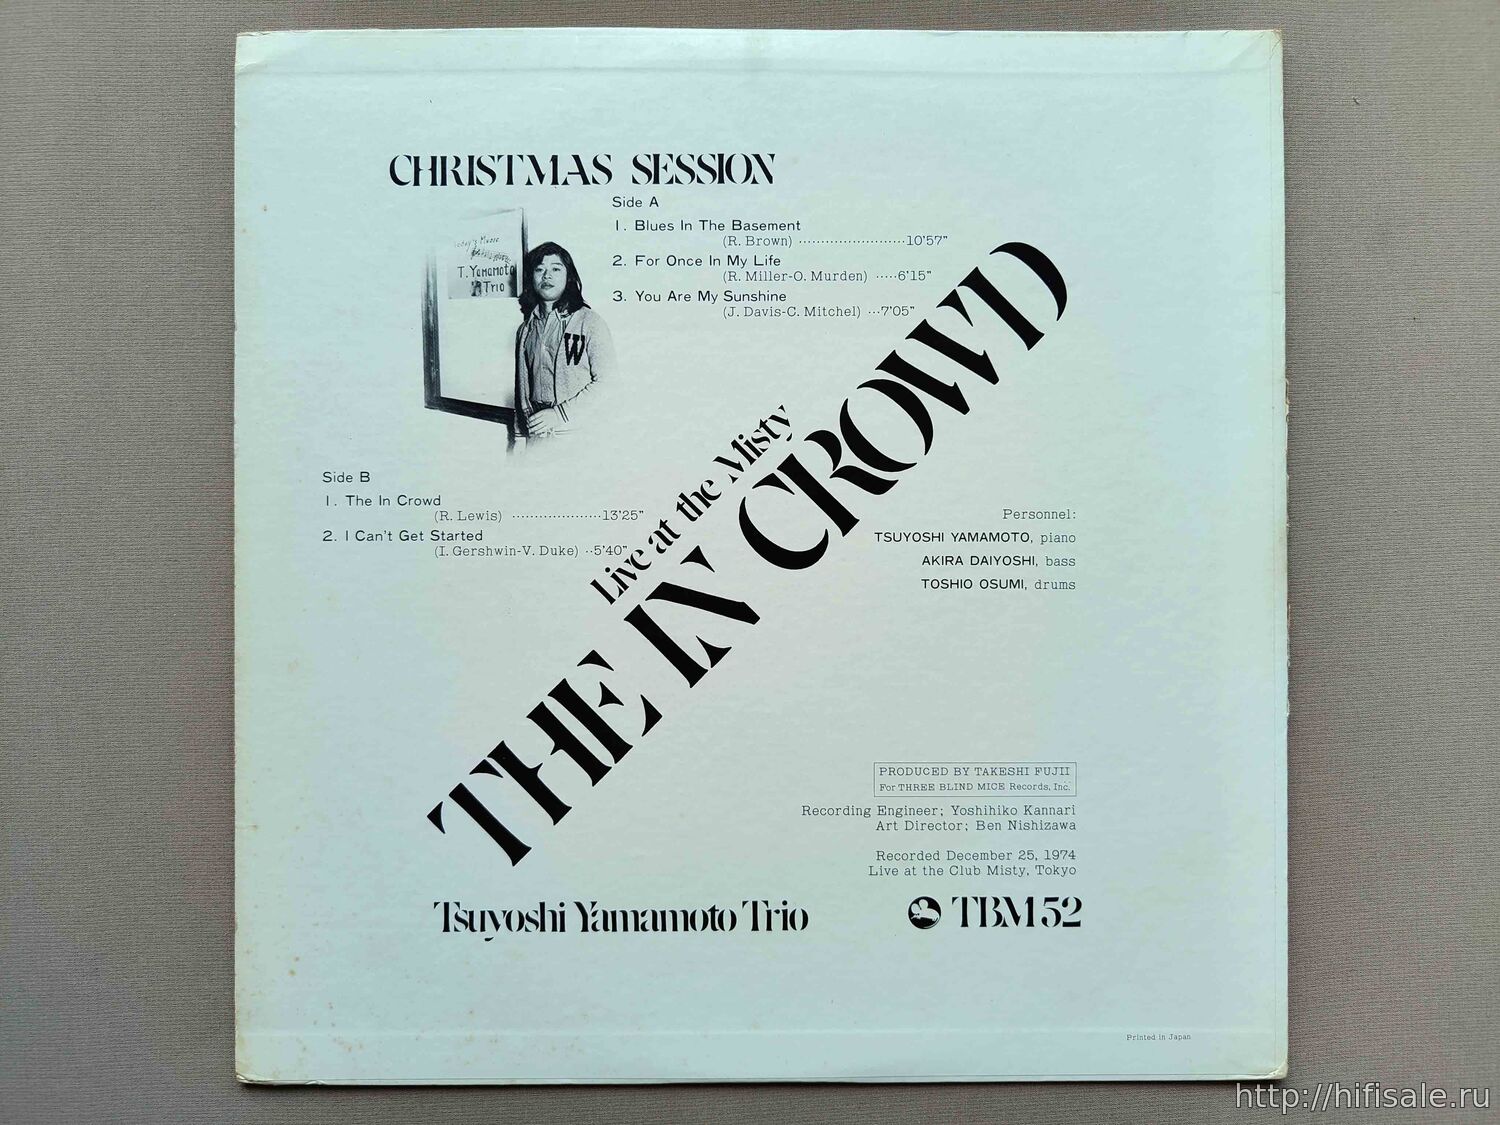 CHRISTMAS SESSION
Side A
1. Blues In The Basement
(R. Brown) ························10'57"
2. For Once In My Life
(R. Miller-O. Murden) ·····6'15"
3. You Are My Sunshine
(J. Davis-C. Mitchel) ···7'05"
Today's Music
T. Yamamoto
Trio
W
Side B
1. The In Crowd
(R. Lewis) ····················13'25"
2. I Can't Get Started
(I. Gershwin-V. Duke) ··5'40"
Live at the Misty
THE IN CROWD
Personnel:
TSUYOSHI YAMAMOTO, piano
AKIRA DAIYOSHI, bass
TOSHIO OSUMI, drums
PRODUCED BY TAKESHI FUJII
For THREE BLIND MICE Records, Inc.
Recording Engineer; Yoshihiko Kannari
Art Director; Ben Nishizawa
Recorded December 25, 1974
Live at the Club Misty, Tokyo
Tsuyoshi Yamamoto Trio
TBM 52
Printed in Japan
http://hifisale.ru